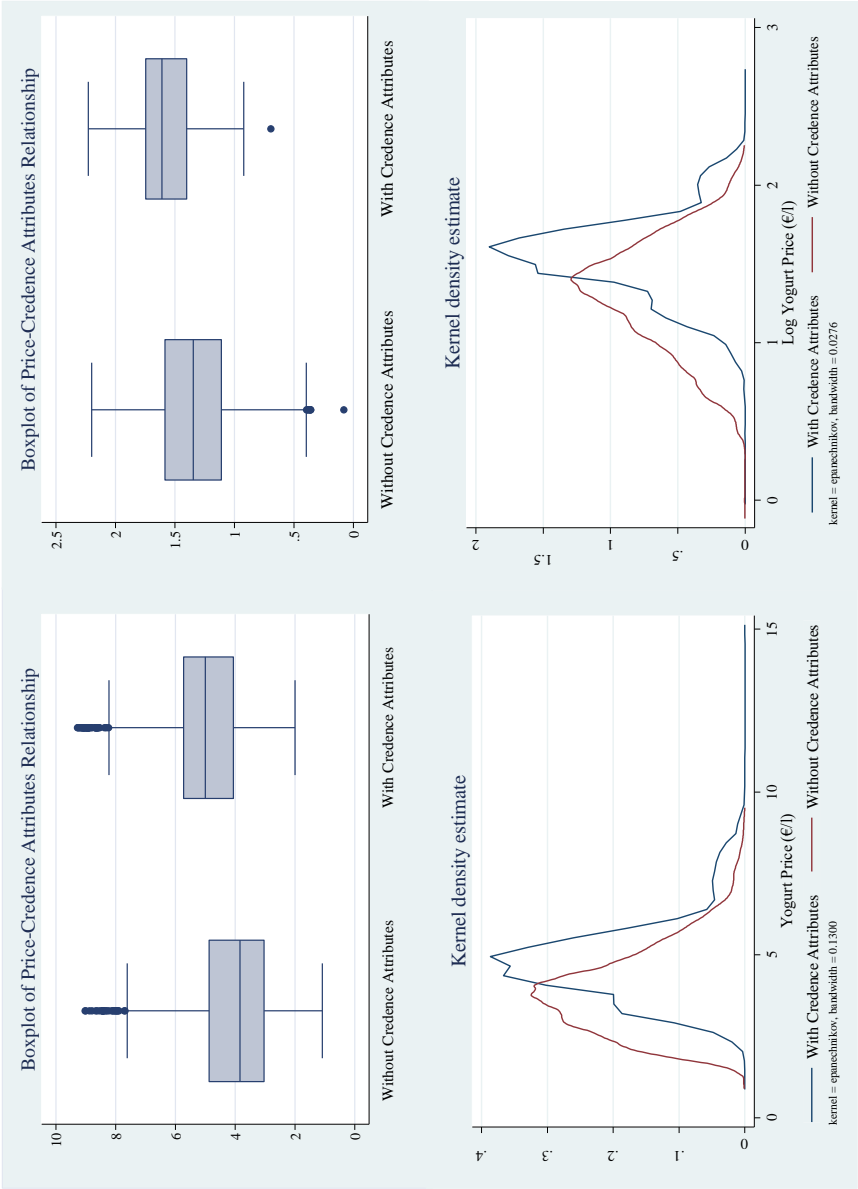 Boxplot of Price-Credence Attributes Relationship
10
8
6
4
2
0
Without Credence Attributes
With Credence Attributes
Boxplot of Price-Credence Attributes Relationship
2.5
2
1.5
1
.5
0
Without Credence Attributes
With Credence Attributes
Kernel density estimate
.4
.3
.2
.1
0
0 5 10 15
Yogurt Price (€/l)
With Credence Attributes Without Credence Attributes
kernel = epanechnikov, bandwidth = 0.1300
Kernel density estimate
2
1.5
1
.5
0
0 1 2 3
Log Yogurt Price (€/l)
With Credence Attributes Without Credence Attributes
kernel = epanechnikov, bandwidth = 0.0276